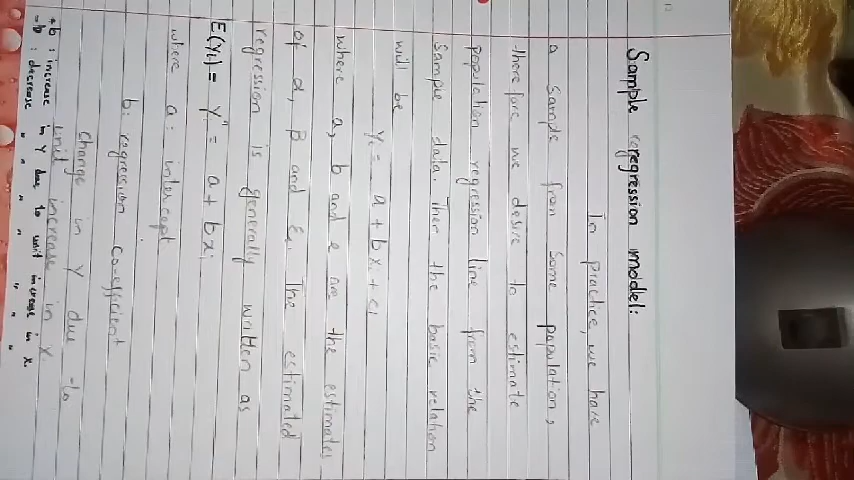 Sample regression model:
In practice, we have
a sample from some population,
therefore we desire to estimate
population regression line from the
sample data. Then the basic relation
will be
Yi = a + bxi + ei
where a, b and e are the estimates
of α, β and εi. The estimated
regression is generally written as
E(Yi) = Y^ = a + bxi
where a: intercept
b: regression co-efficient
change in Y due to
unit increase in x.
+b : increase in Y due to unit increase in x.
-b : decrease " " " " " " "